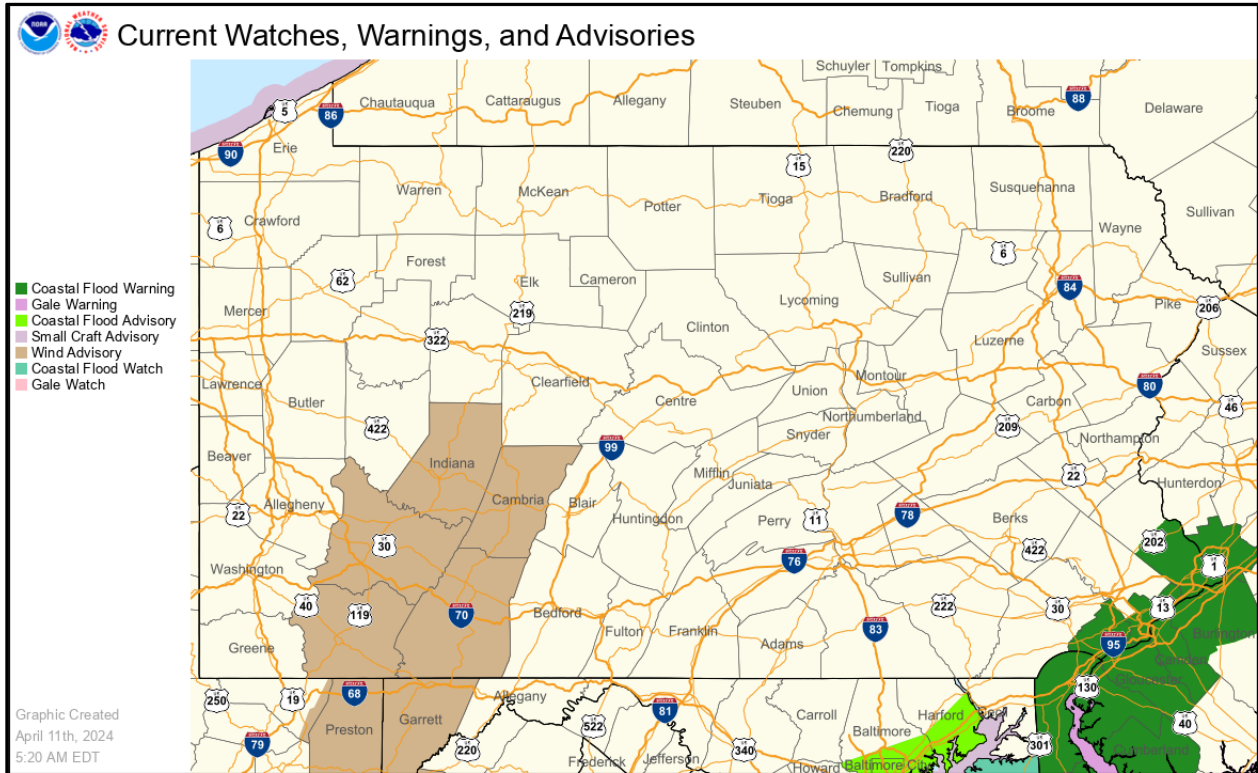 NOAA
Current Watches, Warnings, and Advisories
Schuyler Tompkins
Chautauqua Cattaraugus Allegany Steuben Chemung Tioga Broome 88 Delaware
5 86
90 Erie
15 220
Warren McKean Potter Tioga Bradford Susquehanna
6 Crawford Wayne Sullivan
Forest 6
62 Elk Cameron Sullivan
84
Coastal Flood Warning
Gale Warning
Coastal Flood Advisory
Small Craft Advisory
Wind Advisory
Coastal Flood Watch
Gale Watch
Mercer 219 Lycoming Pike 206
322 Clinton Luzerne Sussex
Lawrence Butler Clearfield Centre Union Montour Carbon 80
422 Northumberland 46
Snyder 209 Northampton
Beaver Indiana 99 Mifflin
22 Allegheny Cambria Blair Juniata 22 Hunterdon
Huntingdon Perry 11 78 Berks
30 422 202
Washington 76 1
40 119 70 Bedford 222 30 13
Greene Fulton Franklin Adams 83 95 Burlington
Camden
Gloucester
250 19 68 Allegany 81 Carroll Harford Cecil 130
Preston Garrett 522 Baltimore 40
79 220 340 301 Cumberland
Frederick Jefferson Howard Baltimore City
Graphic Created
April 11th, 2024
5:20 AM EDT